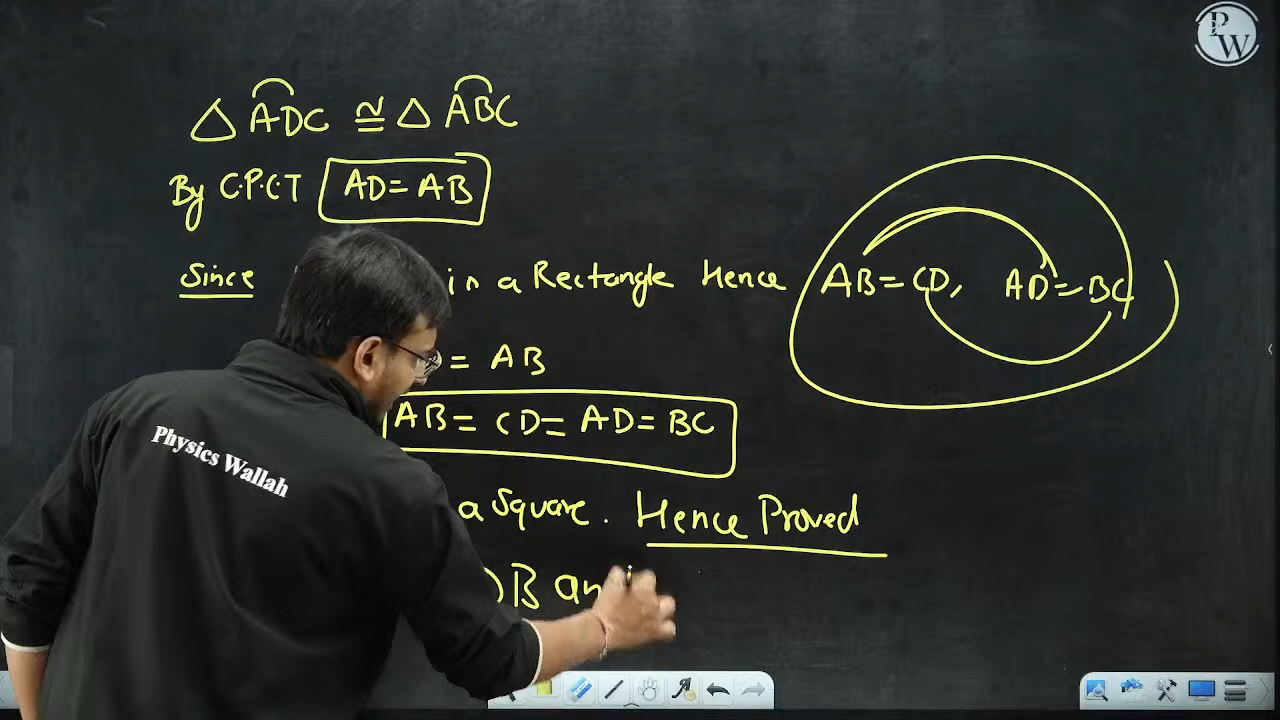 PW
△ ADC ≅ △ ABC
By C.P.C.T AD = AB
Since in a Rectangle Hence AB = CD, AD = BC
= AB
AB = CD = AD = BC
a Square. Hence Proved
B an
Physics Wallah